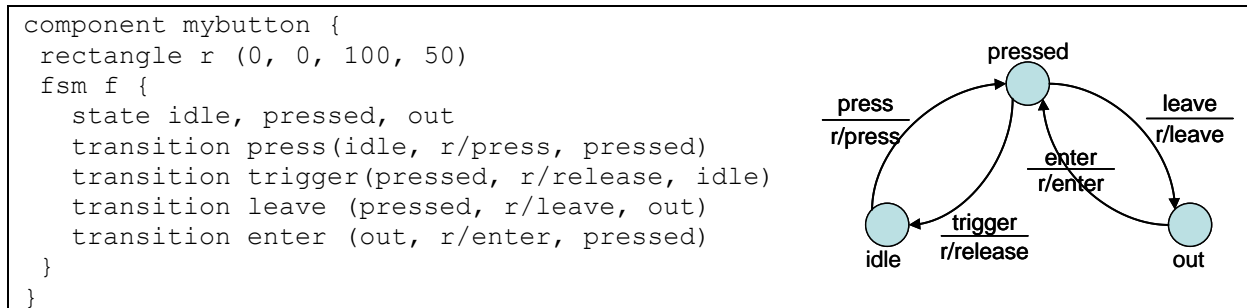 component mybutton {
rectangle r (0, 0, 100, 50)
fsm f {
state idle, pressed, out
transition press(idle, r/press, pressed)
transition trigger(pressed, r/release, idle)
transition leave (pressed, r/leave, out)
transition enter (out, r/enter, pressed)
}
}
pressed
press
r/press
leave
r/leave
enter
r/enter
trigger
r/release
idle
out